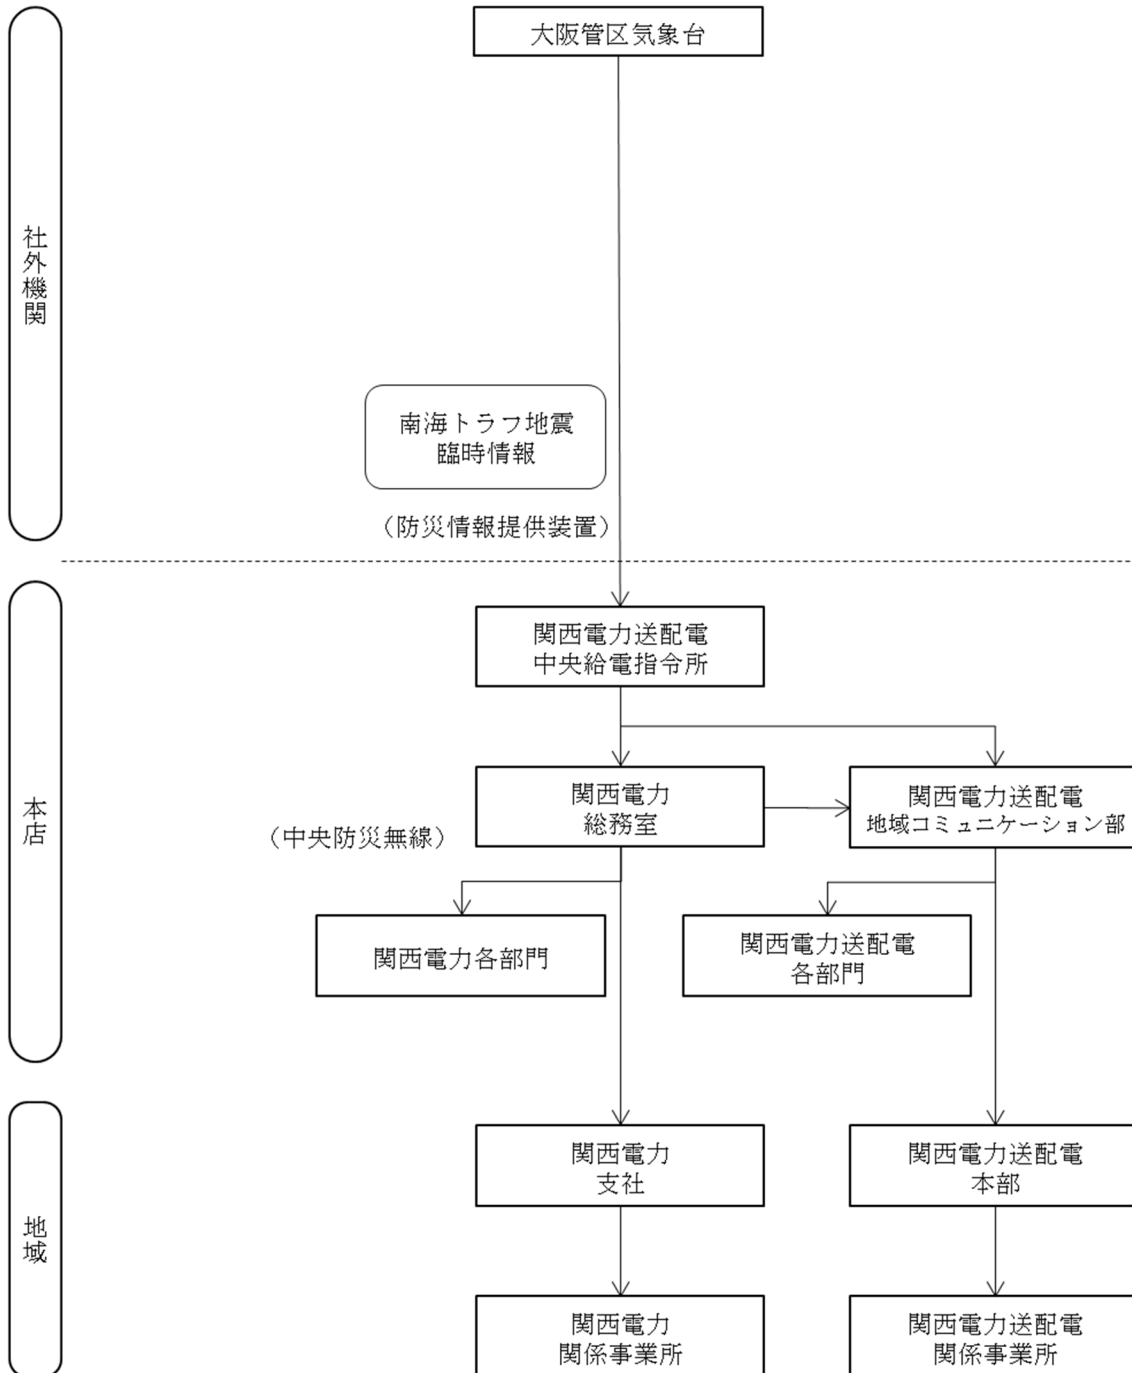 社外機関
大阪管区気象台
南海トラフ地震
臨時情報
（防災情報提供装置）
本店
関西電力送配電
中央給電指令所
関西電力
総務室
関西電力送配電
地域コミュニケーション部
（中央防災無線）
関西電力各部門
関西電力送配電
各部門
地域
関西電力
支社
関西電力送配電
本部
関西電力
関係事業所
関西電力送配電
関係事業所